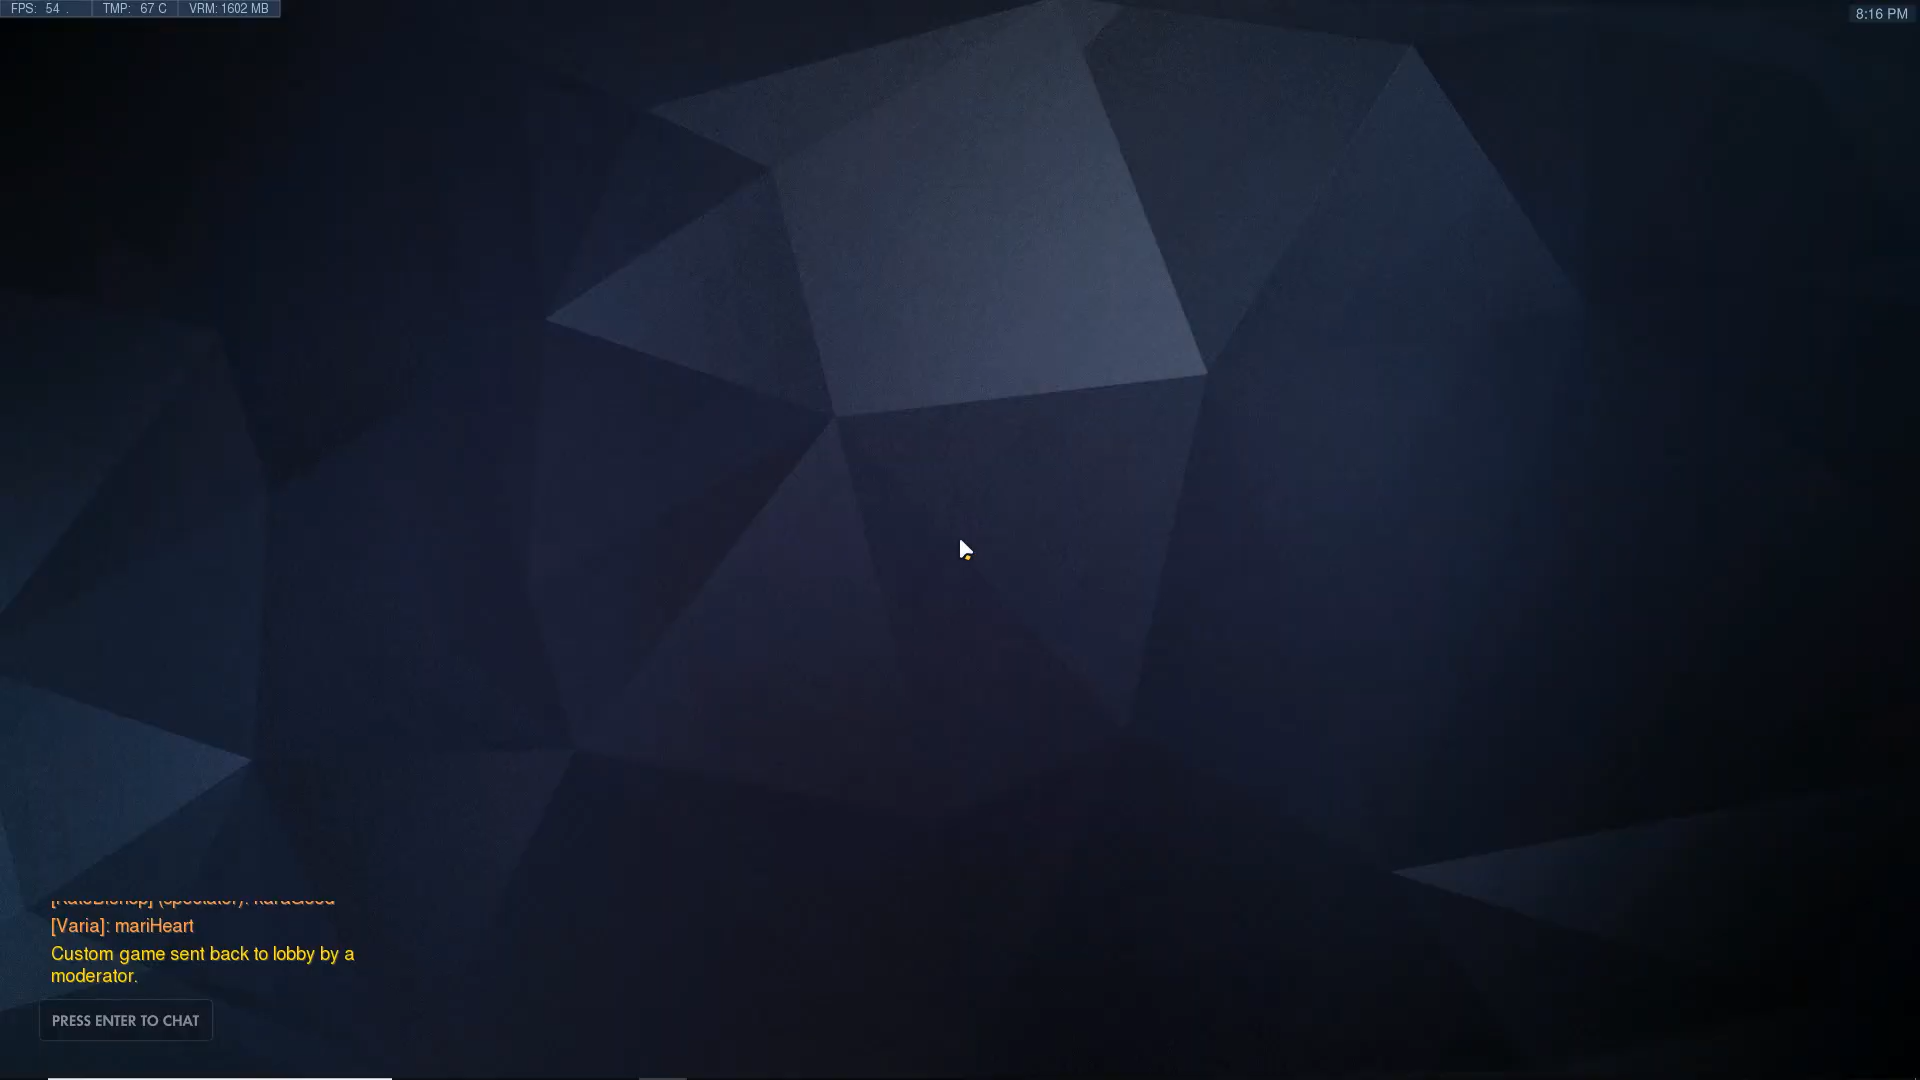 FPS: 54 . TMP: 67 C VRM: 1602 MB
8:16 PM
(spectator):
[Varia]: mariHeart
Custom game sent back to lobby by a
moderator.
PRESS ENTER TO CHAT